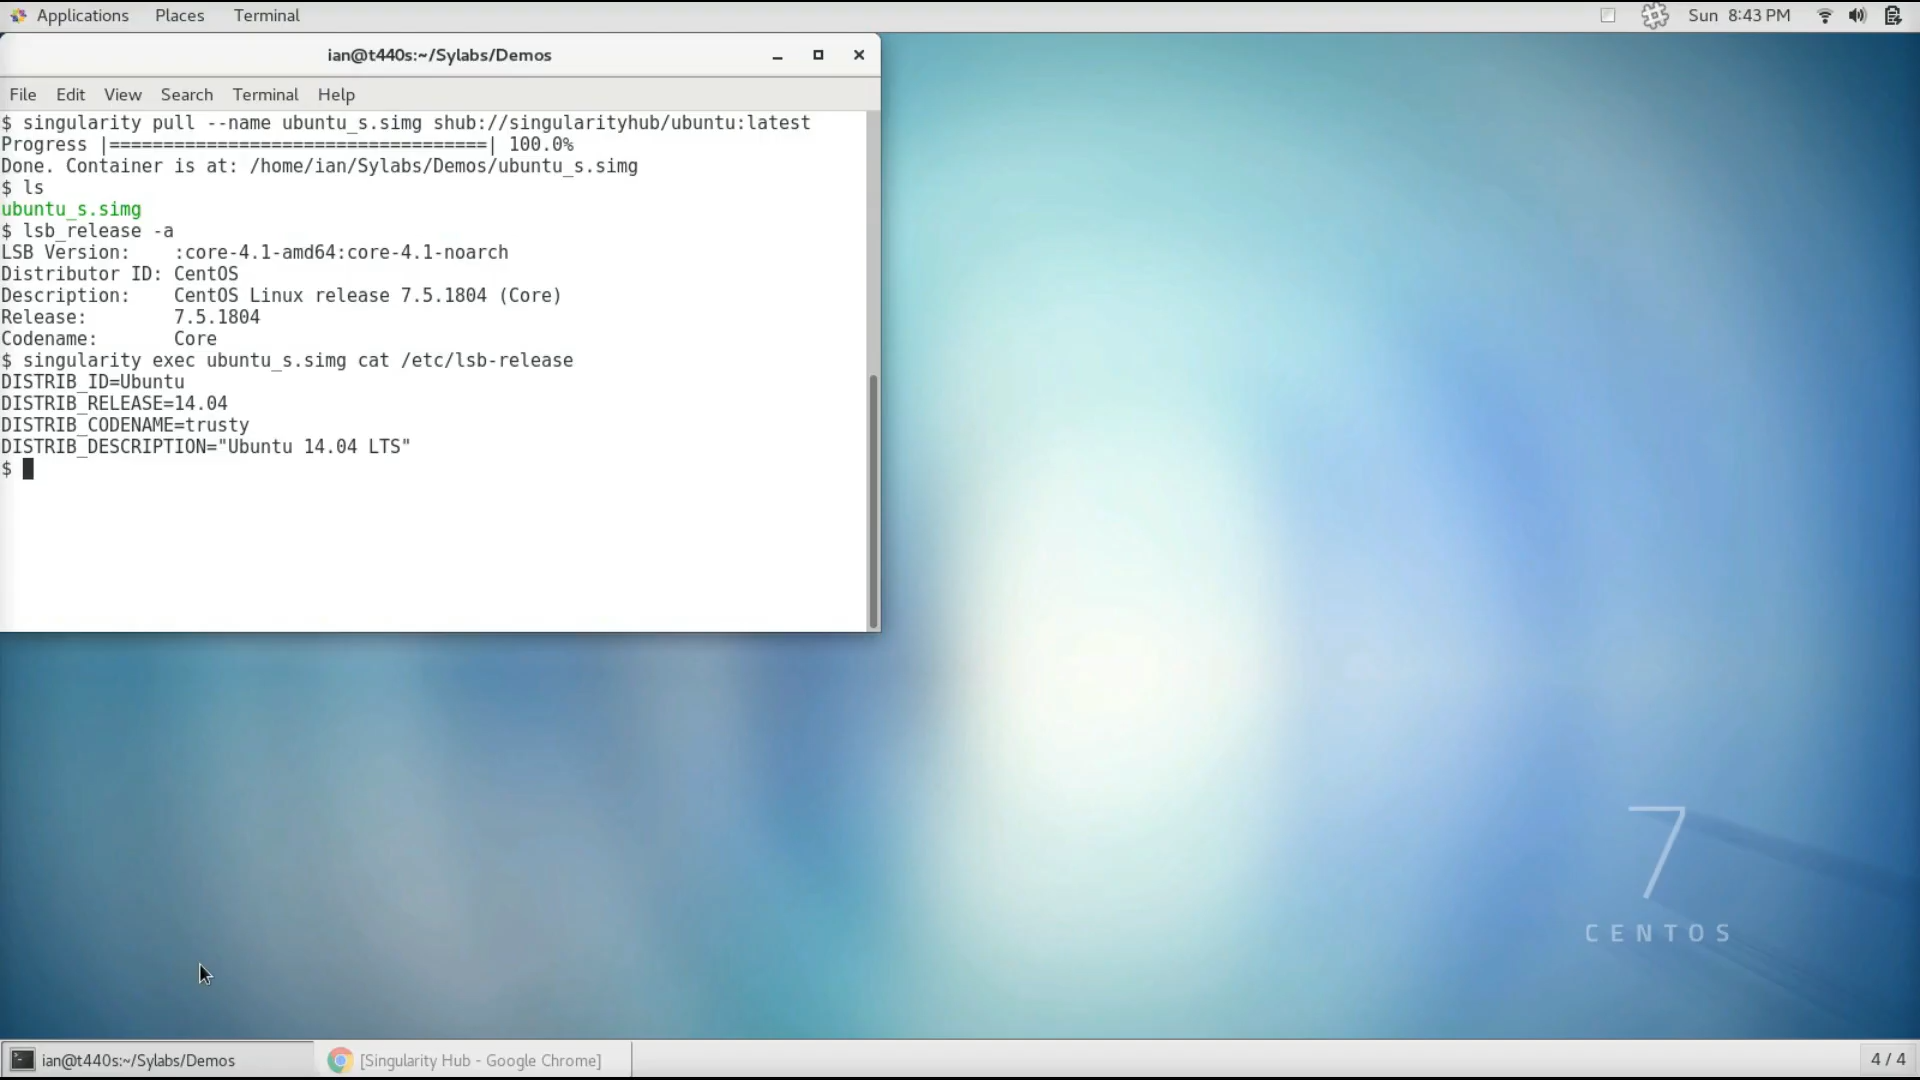 Applications Places Terminal Sun 8:43 PM
ian@t440s:~/Sylabs/Demos
File Edit View Search Terminal Help
$ singularity pull --name ubuntu_s.simg shub://singularityhub/ubuntu:latest
Progress |===================================| 100.0%
Done. Container is at: /home/ian/Sylabs/Demos/ubuntu_s.simg
$ ls
ubuntu_s.simg
$ lsb_release -a
LSB Version:    :core-4.1-amd64:core-4.1-noarch
Distributor ID: CentOS
Description:    CentOS Linux release 7.5.1804 (Core)
Release:        7.5.1804
Codename:       Core
$ singularity exec ubuntu_s.simg cat /etc/lsb-release
DISTRIB_ID=Ubuntu
DISTRIB_RELEASE=14.04
DISTRIB_CODENAME=trusty
DISTRIB_DESCRIPTION="Ubuntu 14.04 LTS"
$
7
CENTOS
ian@t440s:~/Sylabs/Demos [Singularity Hub - Google Chrome] 4 / 4